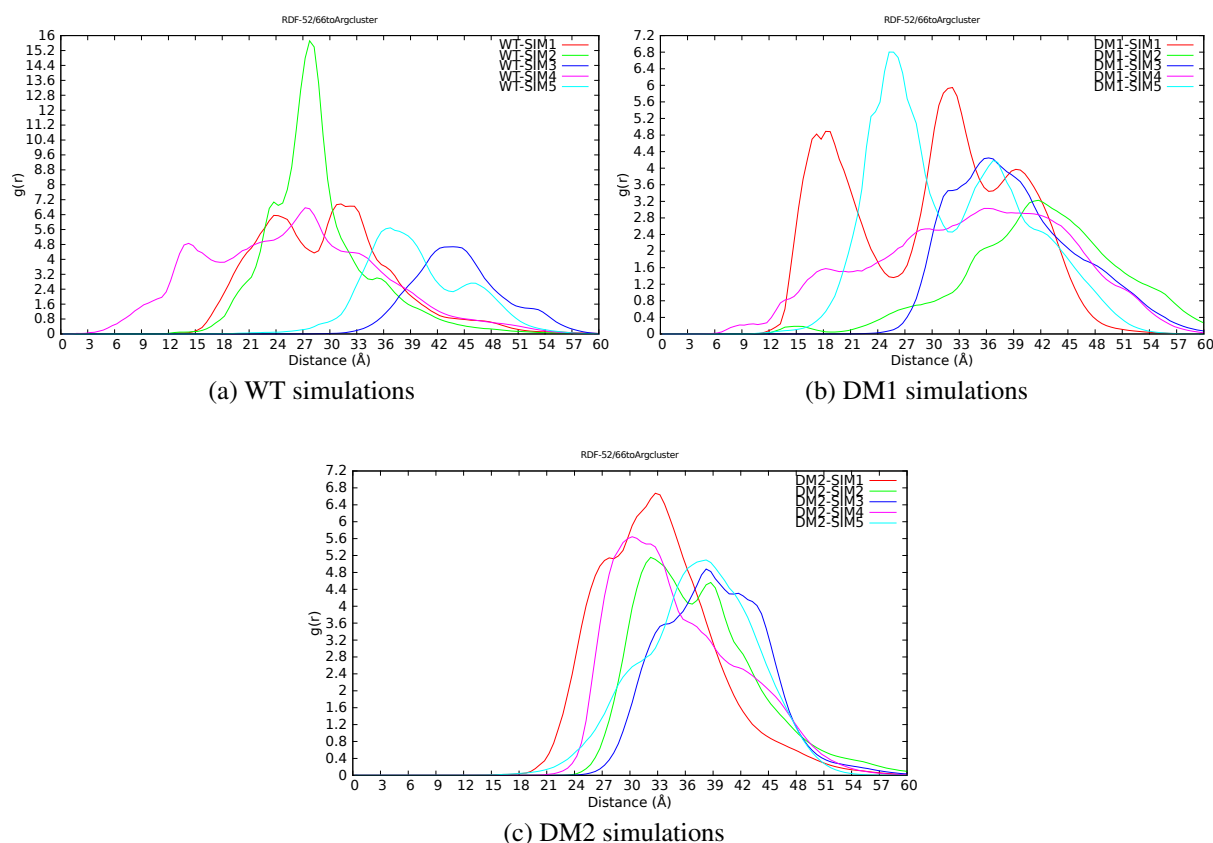 RDF-52/66toArgcluster
16
15.2
14.4
13.6
12.8
12
11.2
10.4
9.6
8.8
8
7.2
6.4
5.6
4.8
4
3.2
2.4
1.6
0.8
0
g(r)
WT-SIM1
WT-SIM2
WT-SIM3
WT-SIM4
WT-SIM5
0 3 6 9 12 15 18 21 24 27 30 33 36 39 42 45 48 51 54 57 60
Distance (Å)
(a) WT simulations
RDF-52/66toArgcluster
7.2
6.8
6.4
6
5.6
5.2
4.8
4.4
4
3.6
3.2
2.8
2.4
2
1.6
1.2
0.8
0.4
0
g(r)
DM1-SIM1
DM1-SIM2
DM1-SIM3
DM1-SIM4
DM1-SIM5
0 3 6 9 12 15 18 21 24 27 30 33 36 39 42 45 48 51 54 57 60
Distance (Å)
(b) DM1 simulations
RDF-52/66toArgcluster
7.2
6.8
6.4
6
5.6
5.2
4.8
4.4
4
3.6
3.2
2.8
2.4
2
1.6
1.2
0.8
0.4
0
g(r)
DM2-SIM1
DM2-SIM2
DM2-SIM3
DM2-SIM4
DM2-SIM5
0 3 6 9 12 15 18 21 24 27 30 33 36 39 42 45 48 51 54 57 60
Distance (Å)
(c) DM2 simulations